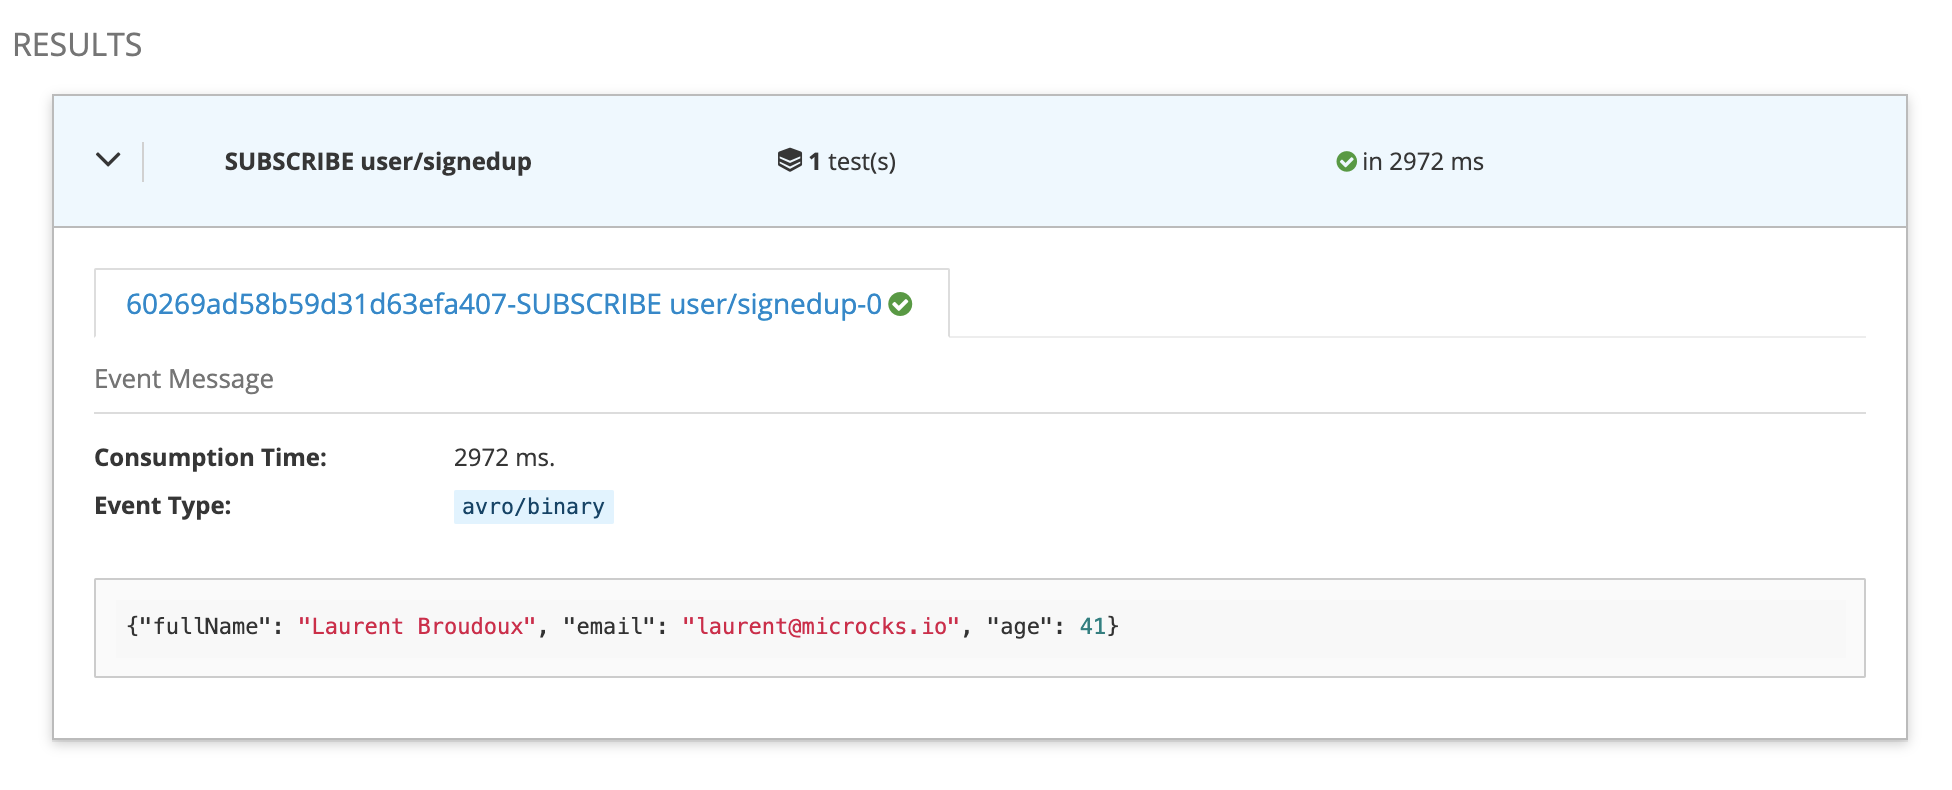 RESULTS
SUBSCRIBE user/signedup 1 test(s) in 2972 ms
60269ad58b59d31d63efa407-SUBSCRIBE user/signedup-0
Event Message
Consumption Time: 2972 ms.
Event Type: avro/binary
{"fullName": "Laurent Broudoux", "email": "laurent@microcks.io", "age": 41}